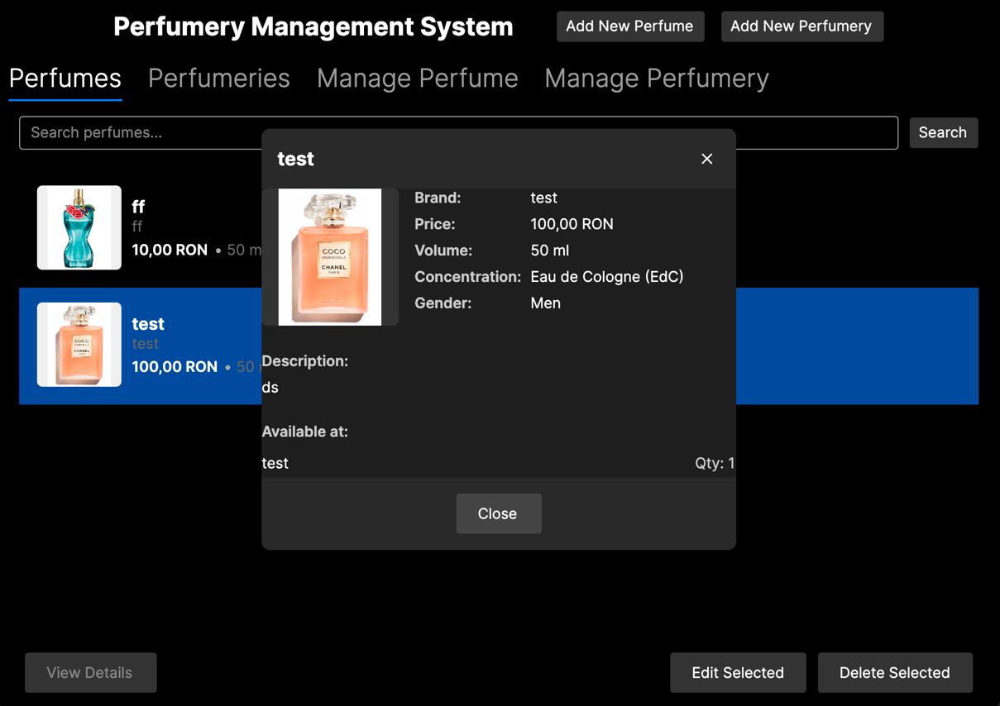 Perfumery Management System
Add New Perfume
Add New Perfumery
Perfumes
Perfumeries
Manage Perfume
Manage Perfumery
Search perfumes...
Search
ff
ff
10,00 RON • 50 m
test
test
100,00 RON • 50
test
COCO
MADEMOISELLE
CHANEL
PARIS
Brand: test
Price: 100,00 RON
Volume: 50 ml
Concentration: Eau de Cologne (EdC)
Gender: Men
Description:
ds
Available at:
test Qty: 1
Close
View Details
Edit Selected
Delete Selected